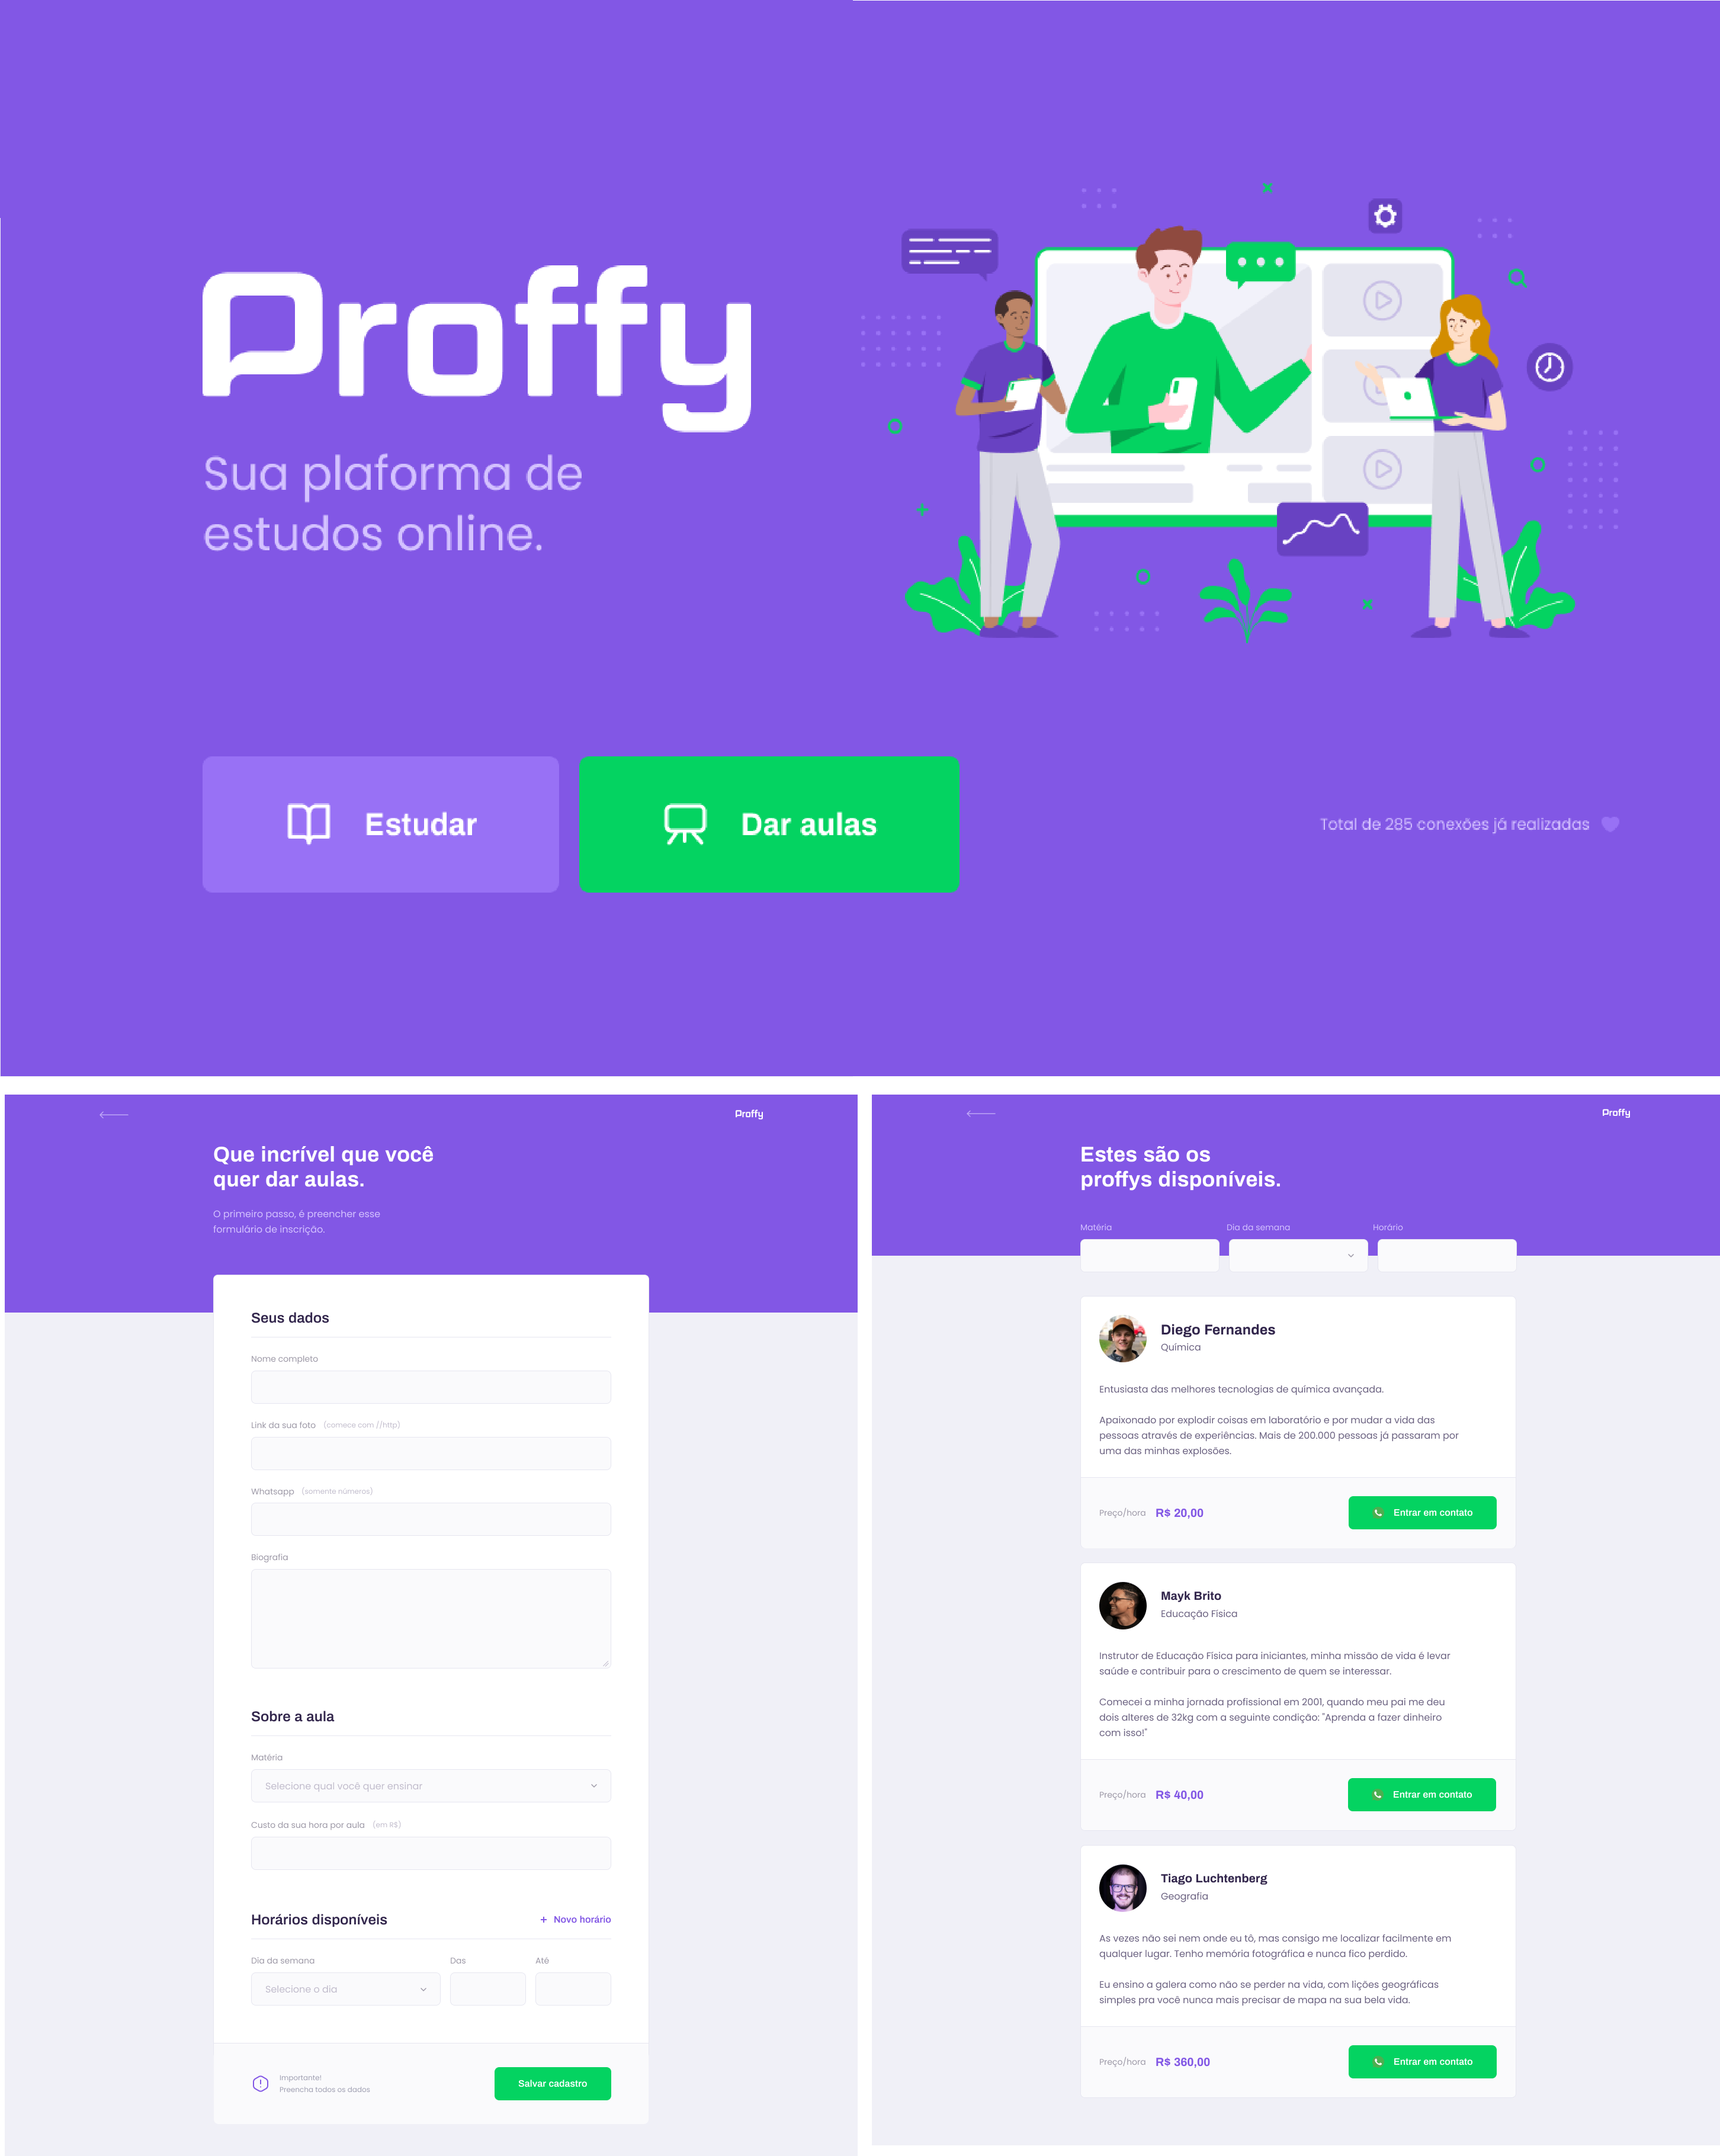 Proffy
Sua plaforma de
estudos online.
Estudar
Dar aulas
Total de 285 conexões já realizadas
Proffy
Que incrível que você
quer dar aulas.
O primeiro passo, é preencher esse
formulário de inscrição.
Seus dados
Nome completo
Link da sua foto (comece com //http)
Whatsapp (somente números)
Biografia
Sobre a aula
Matéria
Selecione qual você quer ensinar
Custo da sua hora por aula (em R$)
Horários disponíveis
+ Novo horário
Dia da semana Das Até
Selecione o dia
Importante!
Preencha todos os dados
Salvar cadastro
Proffy
Estes são os
proffys disponíveis.
Matéria Dia da semana Horário
Diego Fernandes
Química
Entusiasta das melhores tecnologias de química avançada.
Apaixonado por explodir coisas em laboratório e por mudar a vida das
pessoas através de experiências. Mais de 200.000 pessoas já passaram por
uma das minhas explosões.
Preço/hora R$ 20,00
Entrar em contato
Mayk Brito
Educação Física
Instrutor de Educação Física para iniciantes, minha missão de vida é levar
saúde e contribuir para o crescimento de quem se interessar.
Comecei a minha jornada profissional em 2001, quando meu pai me deu
dois alteres de 32kg com a seguinte condição: "Aprenda a fazer dinheiro
com isso!"
Preço/hora R$ 40,00
Entrar em contato
Tiago Luchtenberg
Geografia
As vezes não sei nem onde eu tô, mas consigo me localizar facilmente em
qualquer lugar. Tenho memória fotográfica e nunca fico perdido.
Eu ensino a galera como não se perder na vida, com lições geográficas
simples pra você nunca mais precisar de mapa na sua bela vida.
Preço/hora R$ 360,00
Entrar em contato